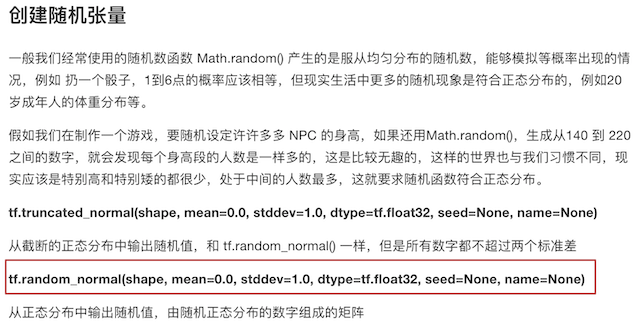 创建随机张量
一般我们经常使用的随机数函数 Math.random() 产生的是服从均匀分布的随机数，能够模拟等概率出现的情
况，例如 扔一个骰子，1到6点的概率应该相等，但现实生活中更多的随机现象是符合正态分布的，例如20
岁成年人的体重分布等。
假如我们在制作一个游戏，要随机设定许许多多 NPC 的身高，如果还用Math.random()，生成从140 到 220
之间的数字，就会发现每个身高段的人数是一样多的，这是比较无趣的，这样的世界也与我们习惯不同，现
实应该是特别高和特别矮的都很少，处于中间的人数最多，这就要求随机函数符合正态分布。
tf.truncated_normal(shape, mean=0.0, stddev=1.0, dtype=tf.float32, seed=None, name=None)
从截断的正态分布中输出随机值，和 tf.random_normal() 一样，但是所有数字都不超过两个标准差
tf.random_normal(shape, mean=0.0, stddev=1.0, dtype=tf.float32, seed=None, name=None)
从正态分布中输出随机值，由随机正态分布的数字组成的矩阵